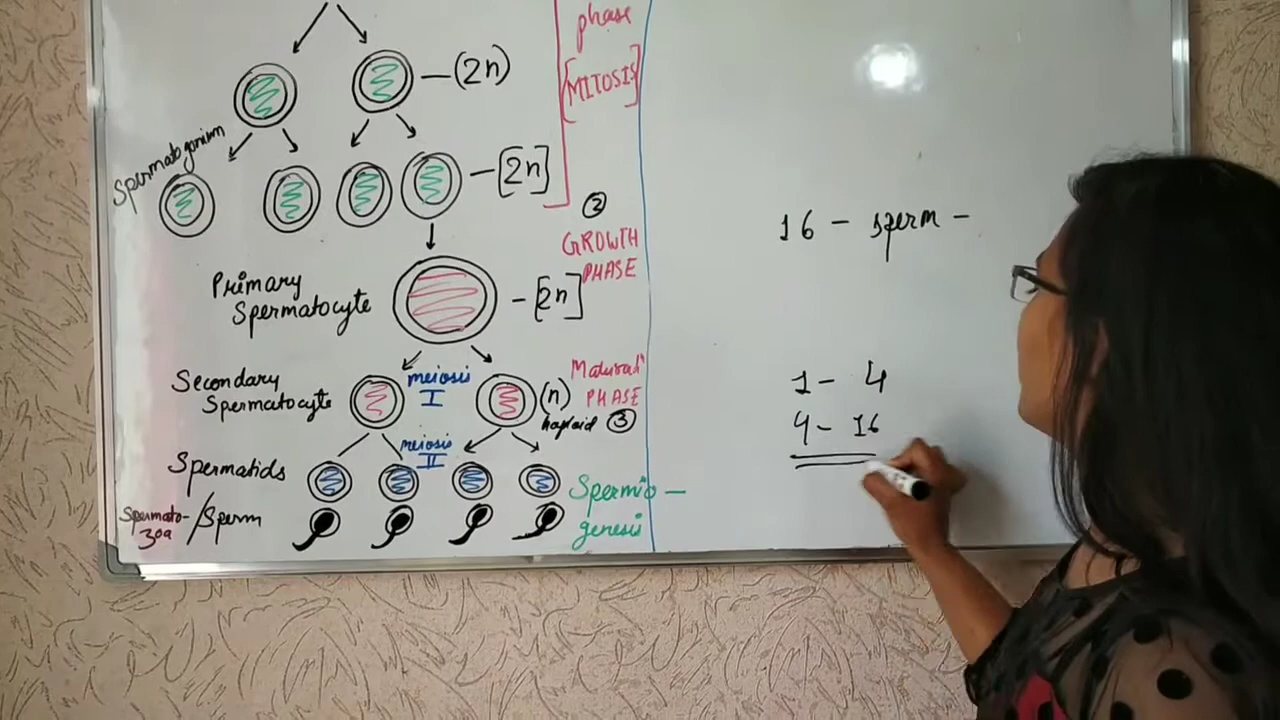 phase
[MITOSIS]
(2n)
Spermatogonium
[2n]
②
GROWTH
PHASE
Primary
Spermatocyte
[2n]
Secondary
Spermatocyte
meiosis
I
(n)
haploid
Maturatⁿ
PHASE
③
meiosis
II
Spermatids
Spermato-
zoa
/Sperm
Spermio-
genesis
16 - sperm -
1 - 4
4 - 16